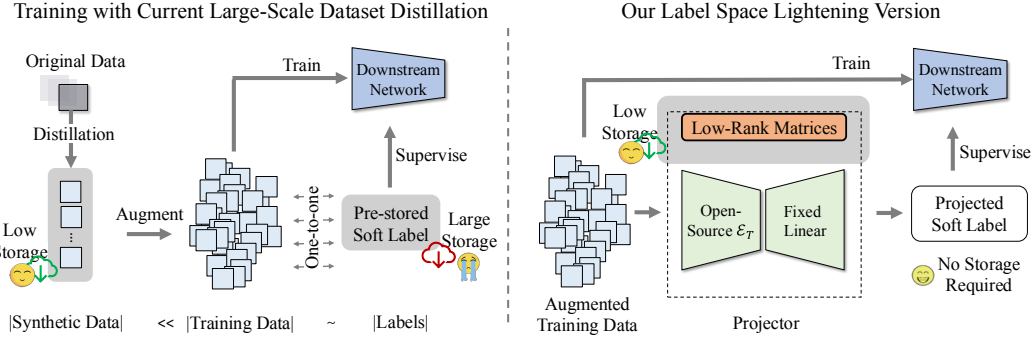 Training with Current Large-Scale Dataset Distillation
Original Data
Distillation
Low
Storage
Augment
Train
Downstream
Network
Supervise
One-to-one
Pre-stored
Soft Label
Large
Storage
|Synthetic Data| << |Training Data| ~ |Labels|
Our Label Space Lightening Version
Train
Downstream
Network
Low
Storage
Low-Rank Matrices
Supervise
Open-
Source ℰ_T
Fixed
Linear
Projected
Soft Label
No Storage
Required
Augmented
Training Data
Projector